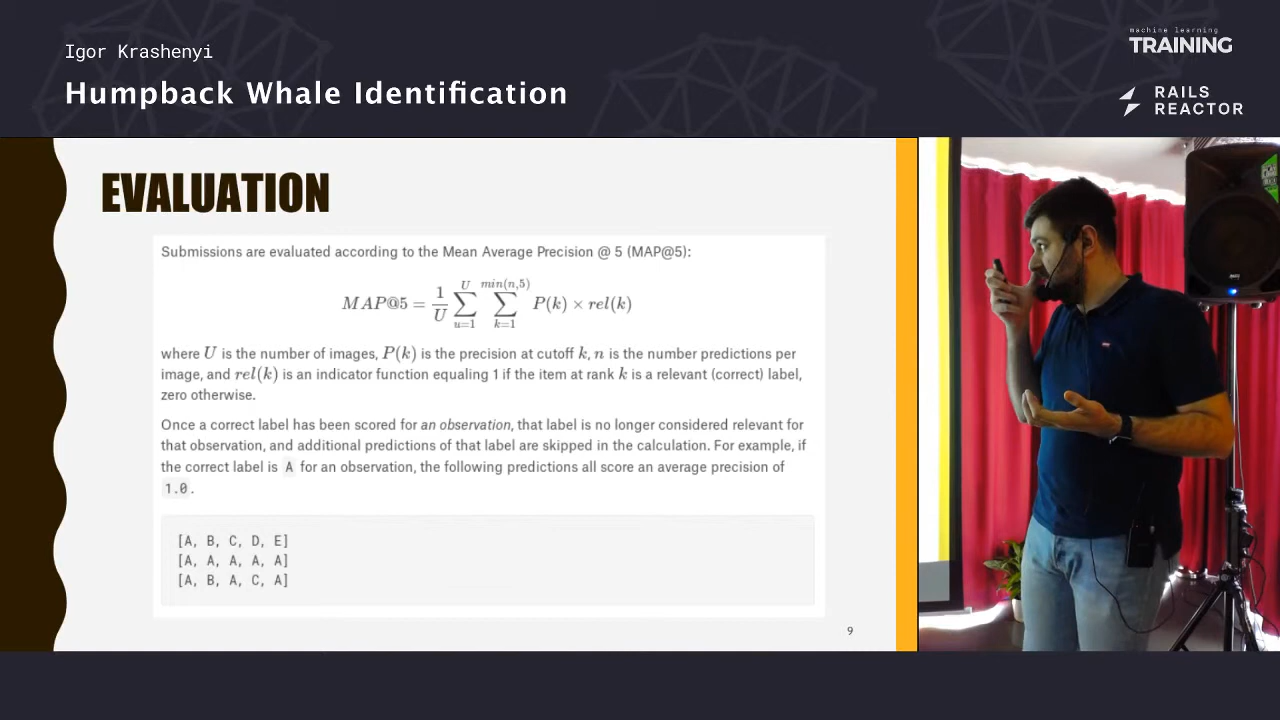 Igor Krashenyi
Humpback Whale Identification
machine learning
TRAINING
RAILS
REACTOR
EVALUATION
Submissions are evaluated according to the Mean Average Precision @ 5 (MAP@5):
MAP@5 = \frac{1}{U} \sum_{u=1}^{U} \sum_{k=1}^{min(n,5)} P(k) × rel(k)
where U is the number of images, P(k) is the precision at cutoff k, n is the number predictions per
image, and rel(k) is an indicator function equaling 1 if the item at rank k is a relevant (correct) label,
zero otherwise.
Once a correct label has been scored for an observation, that label is no longer considered relevant for
that observation, and additional predictions of that label are skipped in the calculation. For example, if
the correct label is A for an observation, the following predictions all score an average precision of
1.0.
[A, B, C, D, E]
[A, A, A, A, A]
[A, B, A, C, A]
9